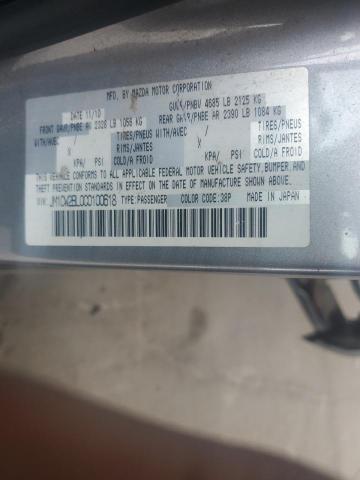 MFD. BY MAZDA MOTOR CORPORATION
DATE 11/10 GVWR/PNBV 4685 LB 2125 KG
FRONT GAWR/PNBE AR 2328 LB 1056 KG REAR GAWR/PNBE AR 2390 LB 1084 KG
WITH/AVEC TIRES/PNEUS WITH/AVEC TIRES/PNEUS
X RIMS/JANTES X RIMS/JANTES
KPA/ PSI COLD/A FROID KPA/ PSI COLD/A FROID
THIS VEHICLE CONFORMS TO ALL APPLICABLE FEDERAL MOTOR VEHICLE SAFETY, BUMPER, AND
THEFT PREVENTION STANDARDS IN EFFECT ON THE DATE OF MANUFACTURE SHOWN ABOVE.
VIN: JM1CW2BL0C0100618 TYPE:PASSENGER COLOR CODE:38P MADE IN JAPAN